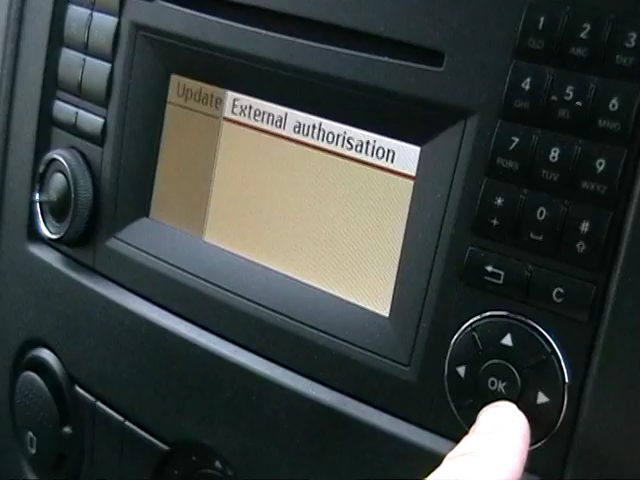 Update
External authorisation
1
2
ABC
3
DEF
4
GHI
5
JKL
6
MNO
7
PQRS
8
TUV
9
WXYZ
*
+
0
#
C
OK